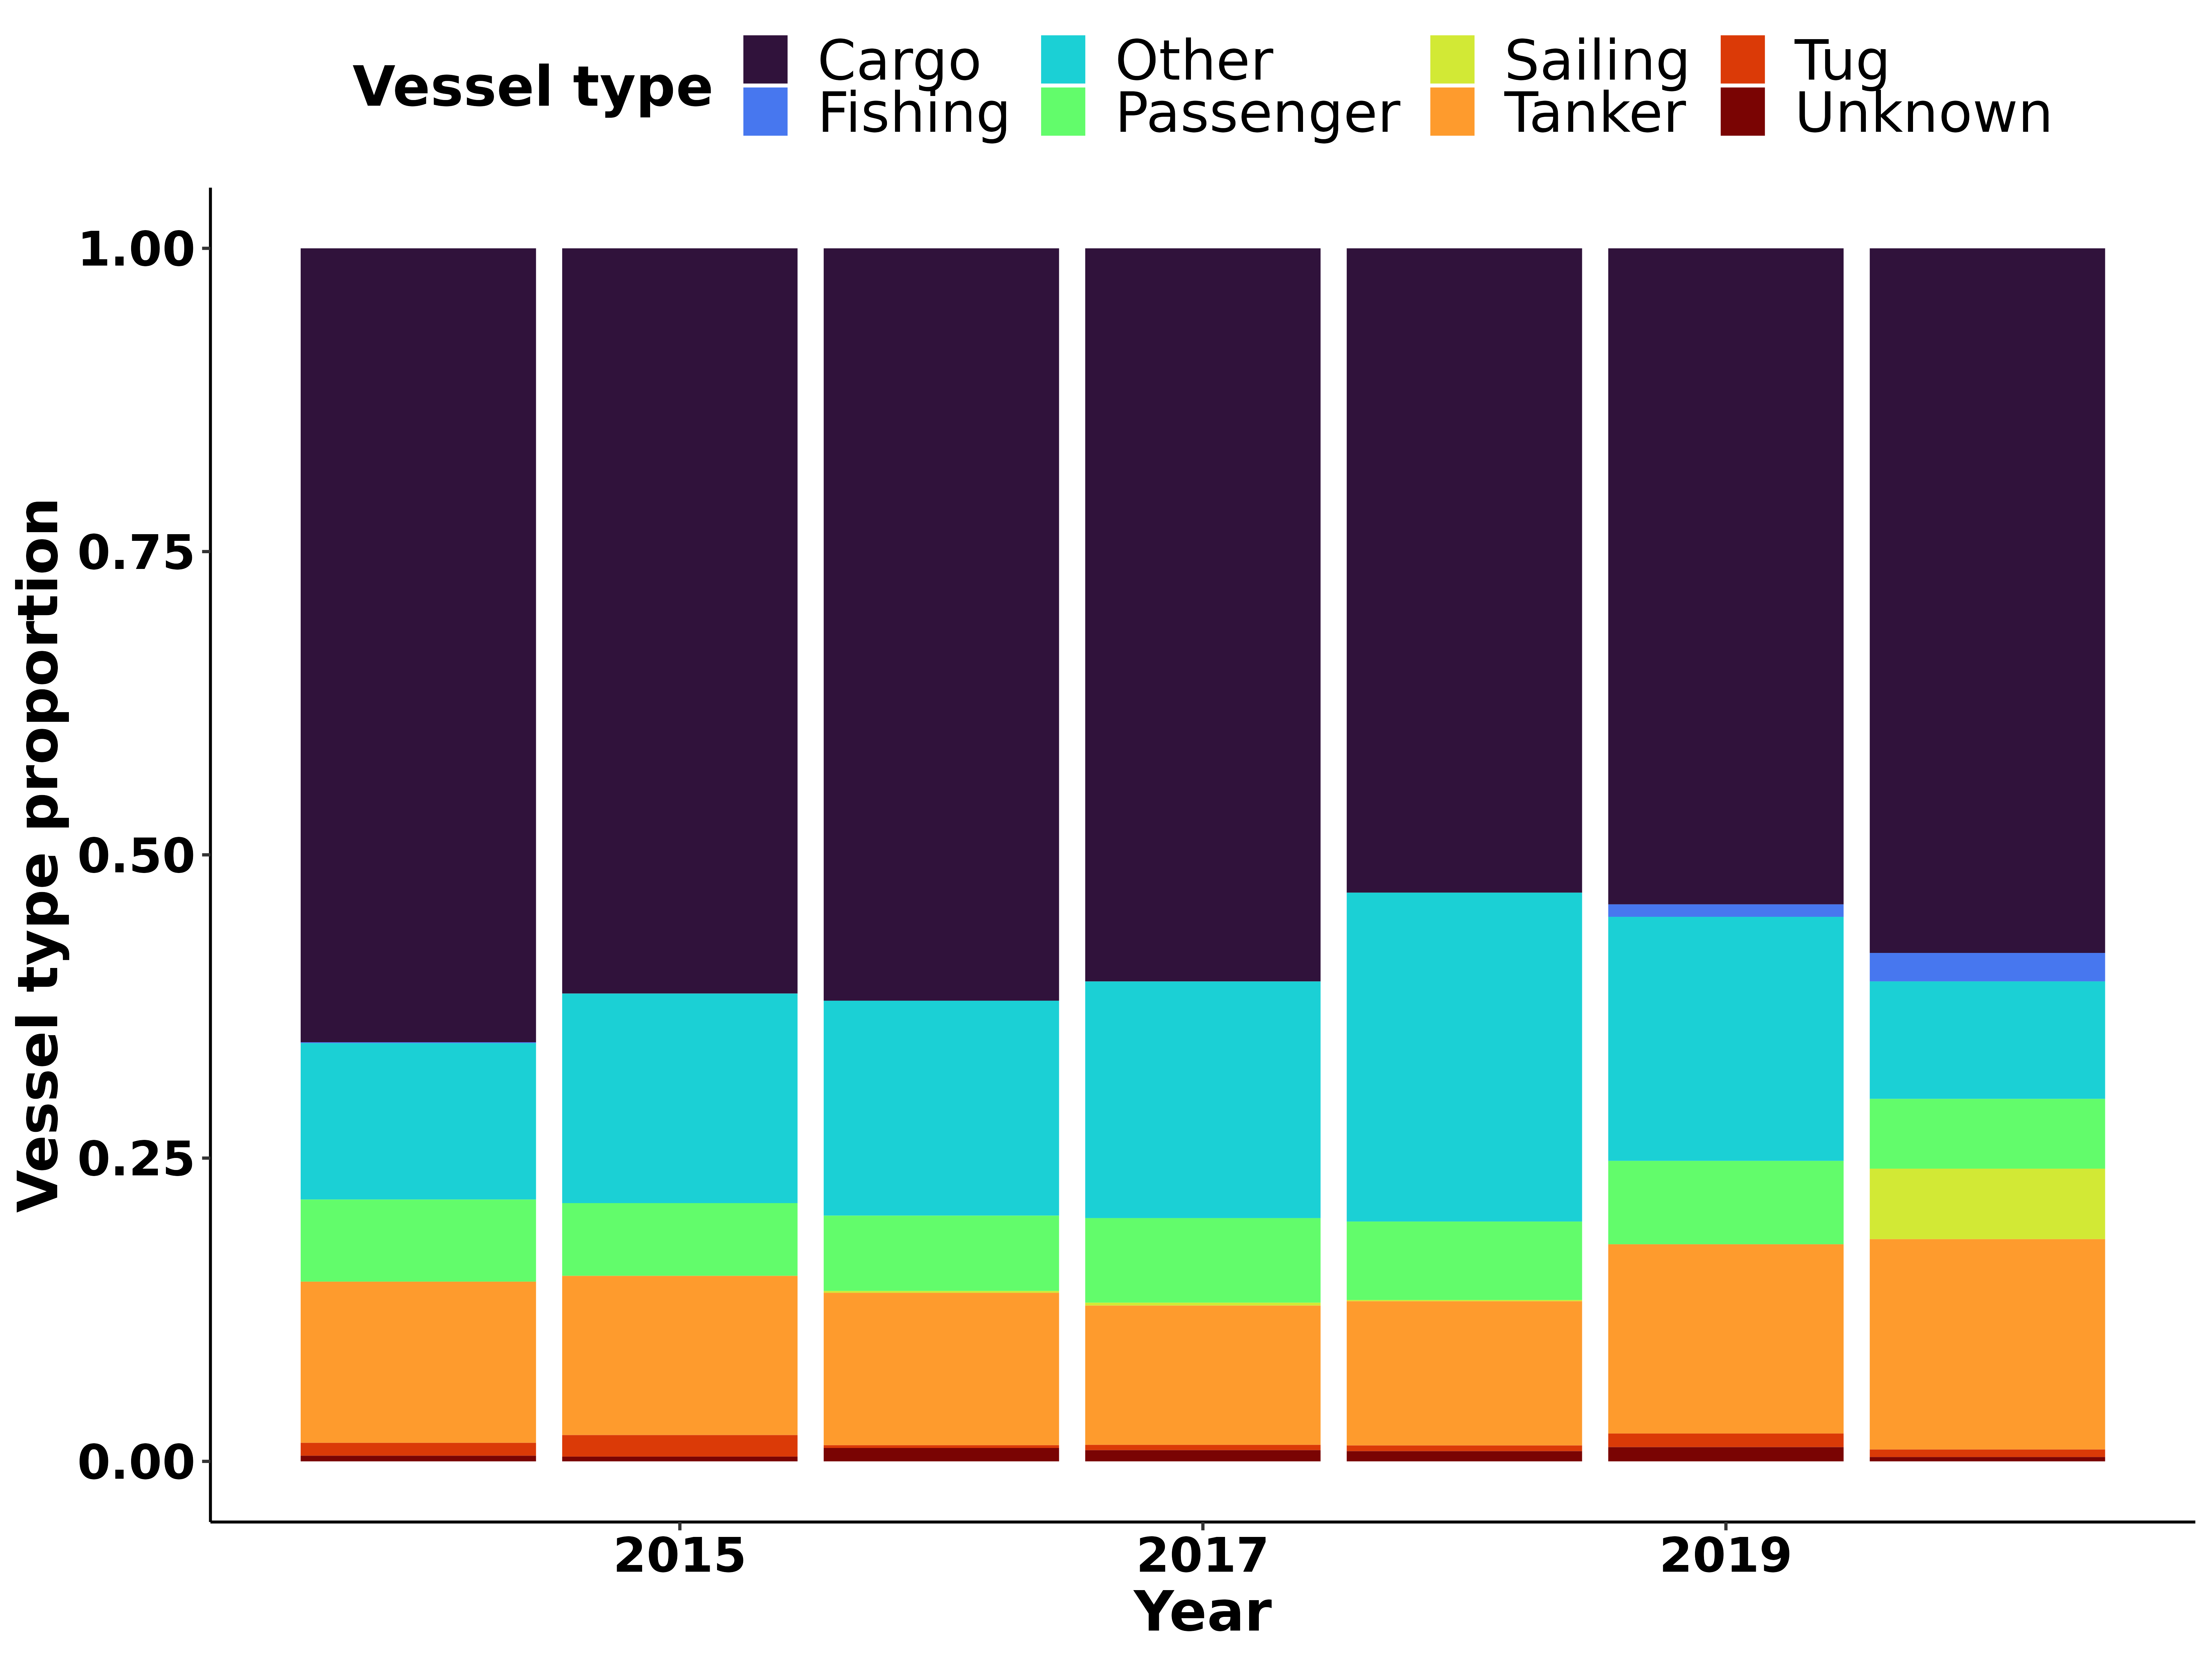 Vessel type
Cargo
Other
Sailing
Tug
Fishing
Passenger
Tanker
Unknown
Vessel type proportion
1.00
0.75
0.50
0.25
0.00
2015
2017
2019
Year